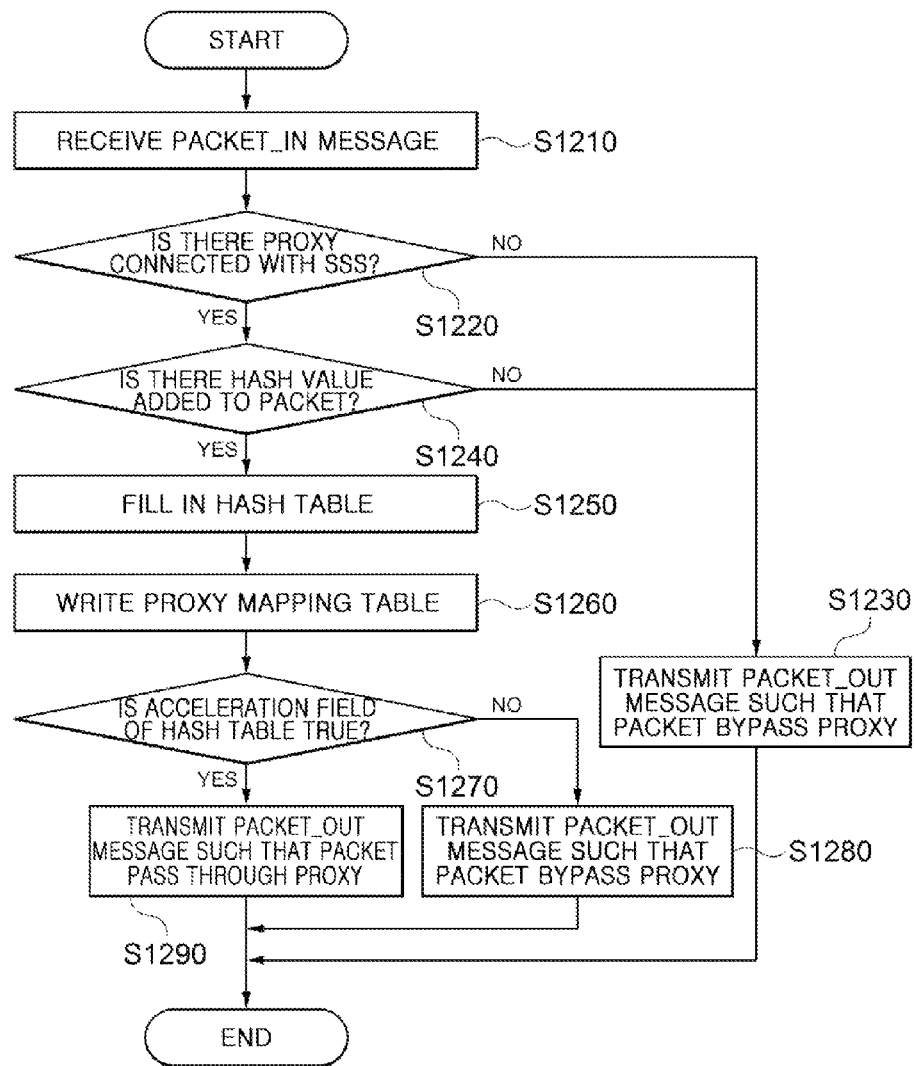 START
RECEIVE PACKET_IN MESSAGE
S1210
IS THERE PROXY
CONNECTED WITH SSS?
NO
S1220
YES
IS THERE HASH VALUE
ADDED TO PACKET?
NO
S1240
YES
FILL IN HASH TABLE
S1250
WRITE PROXY MAPPING TABLE
S1260
S1230
TRANSMIT PACKET_OUT
MESSAGE SUCH THAT
PACKET BYPASS PROXY
IS ACCELERATION FIELD
OF HASH TABLE TRUE?
NO
S1270
YES
TRANSMIT PACKET_OUT
MESSAGE SUCH THAT PACKET
PASS THROUGH PROXY
S1290
TRANSMIT PACKET_OUT
MESSAGE SUCH THAT
PACKET BYPASS PROXY
S1280
END